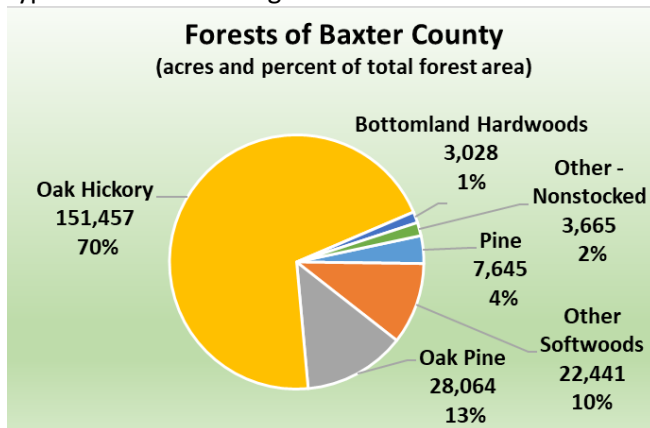 Forests of Baxter County
(acres and percent of total forest area)
Bottomland Hardwoods
3,028
1%
Other -
Nonstocked
3,665
2%
Oak Hickory
151,457
70%
Pine
7,645
4%
Other
Softwoods
22,441
10%
Oak Pine
28,064
13%